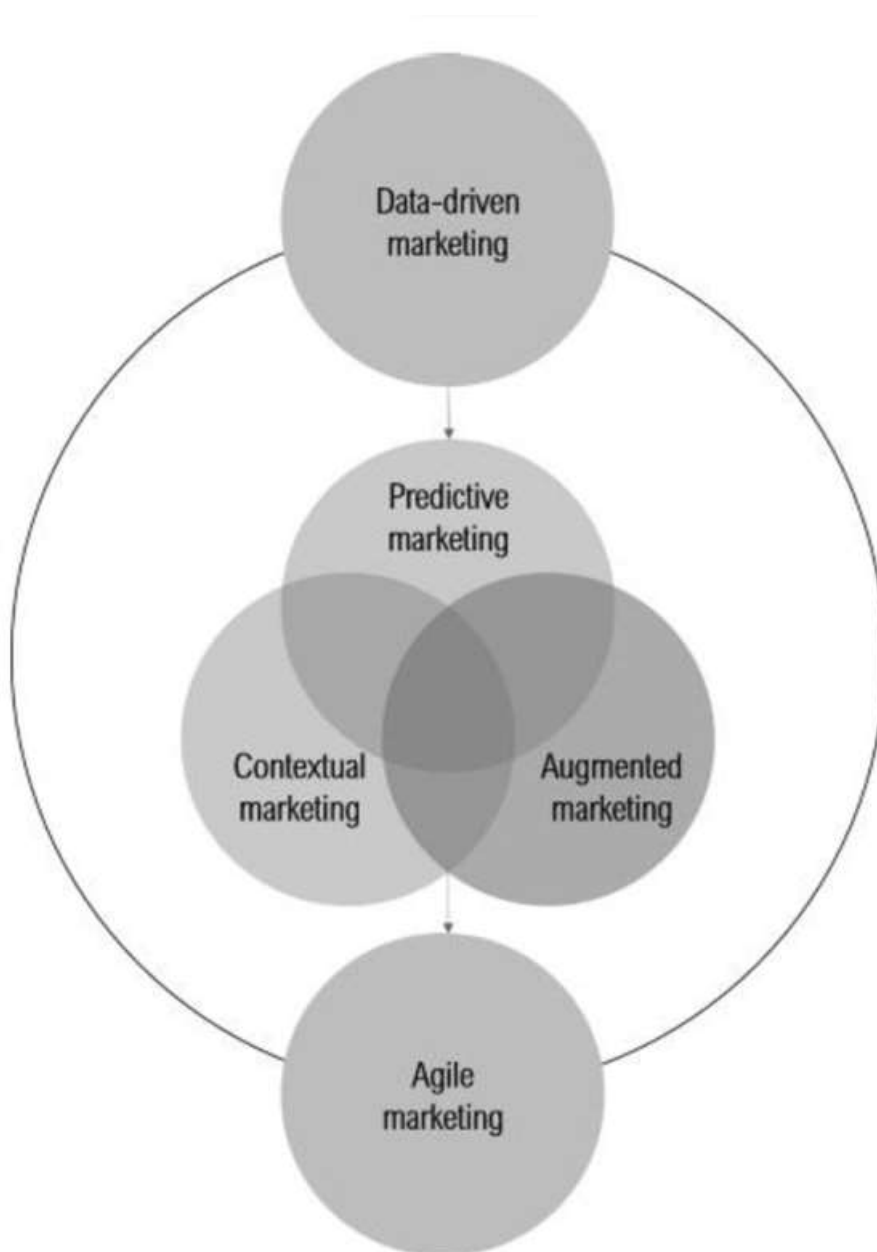 Data-driven
marketing
Predictive
marketing
Contextual
marketing
Augmented
marketing
Agile
marketing